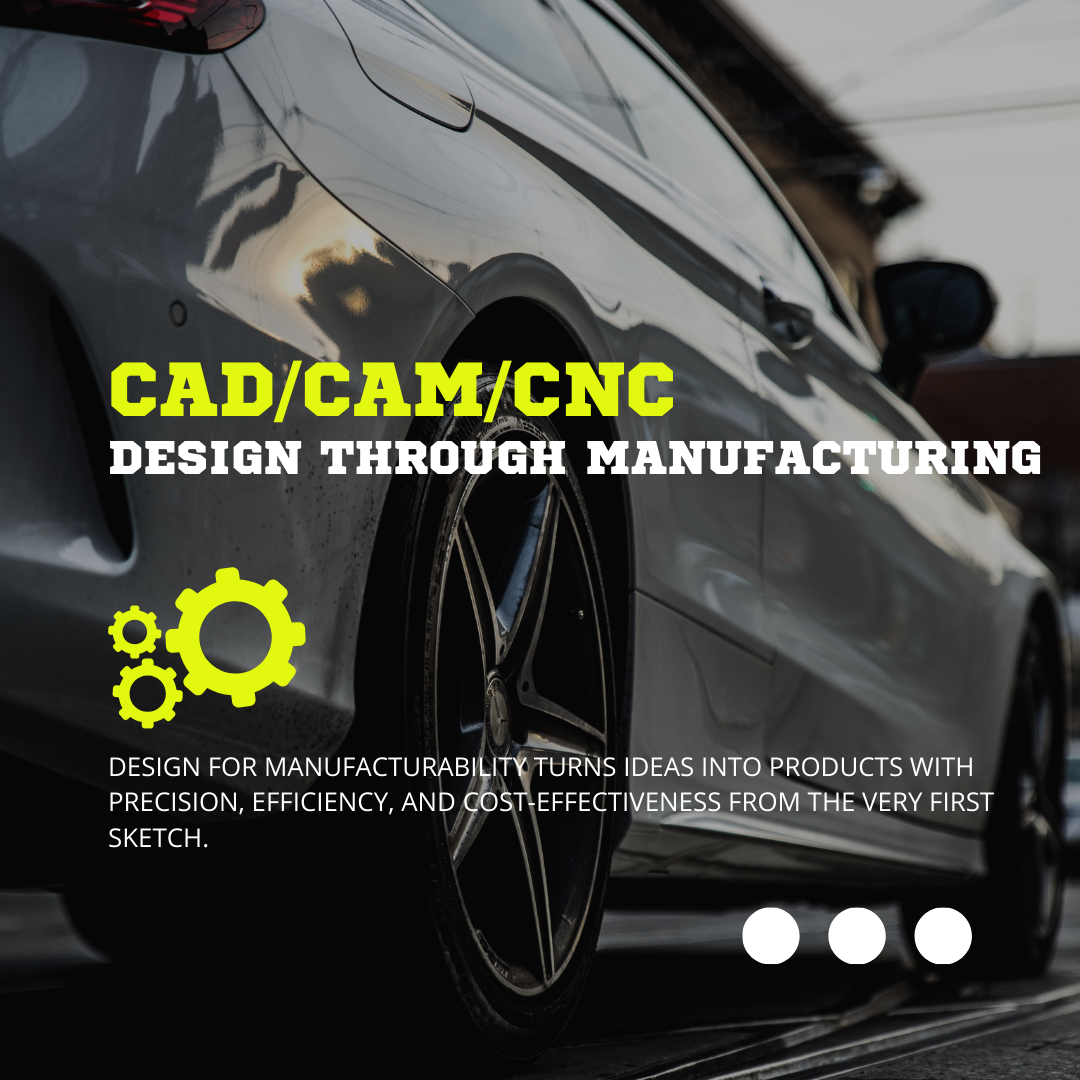 CAD/CAM/CNC
DESIGN THROUGH MANUFACTURING
DESIGN FOR MANUFACTURABILITY TURNS IDEAS INTO PRODUCTS WITH
PRECISION, EFFICIENCY, AND COST-EFFECTIVENESS FROM THE VERY FIRST
SKETCH.